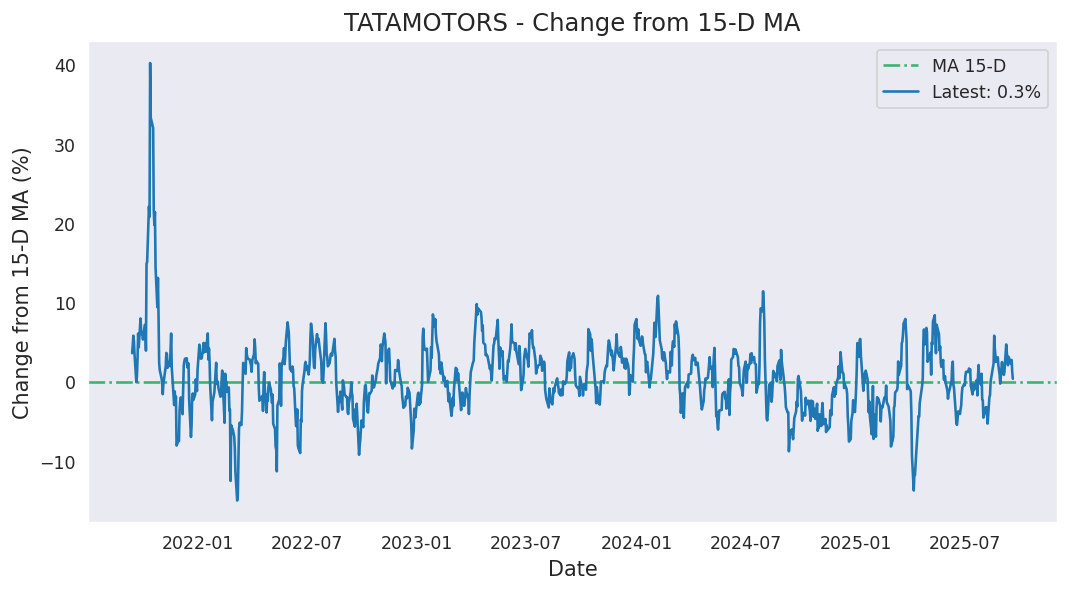 TATAMOTORS - Change from 15-D MA
MA 15-D
Latest: 0.3%
Change from 15-D MA (%)
40
30
20
10
0
−10
2022-01
2022-07
2023-01
2023-07
2024-01
2024-07
2025-01
2025-07
Date